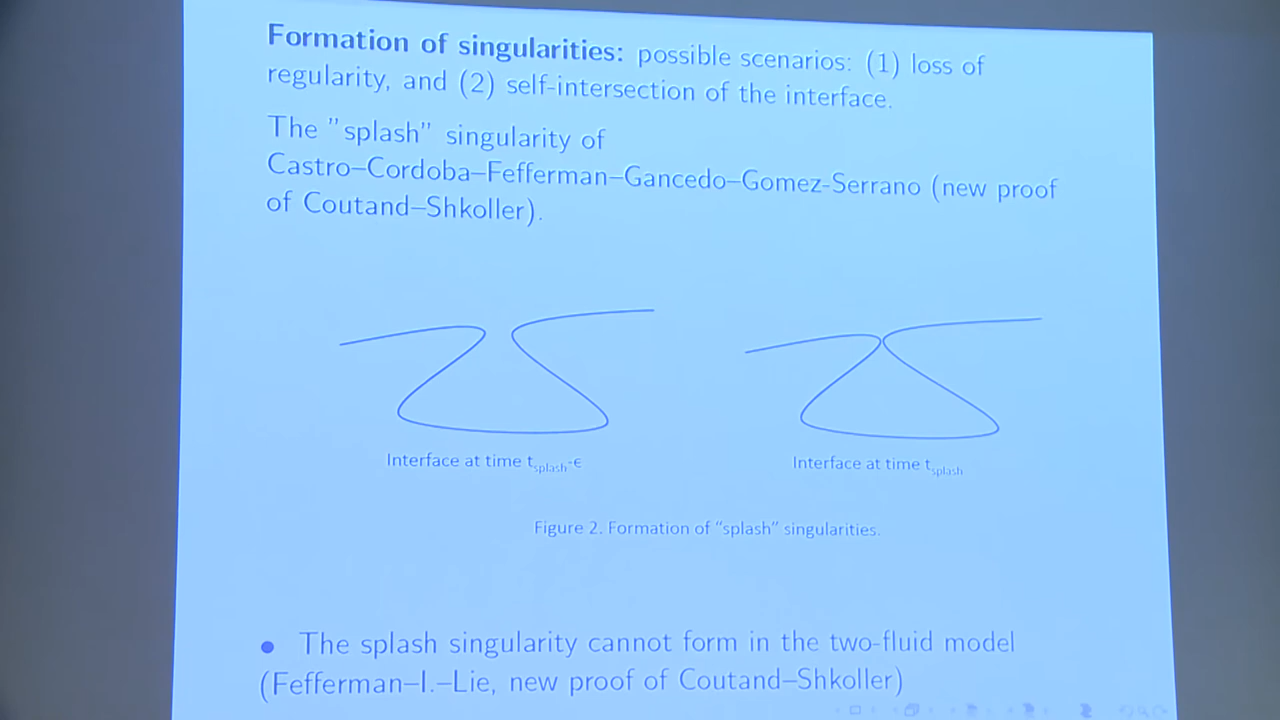 Formation of singularities: possible scenarios: (1) loss of
regularity, and (2) self-intersection of the interface.
The "splash" singularity of
Castro–Cordoba–Fefferman–Gancedo–Gomez-Serrano (new proof
of Coutand–Shkoller).
Interface at time t_splash-ϵ
Interface at time t_splash
Figure 2. Formation of “splash” singularities.
• The splash singularity cannot form in the two-fluid model
(Fefferman–I.–Lie, new proof of Coutand–Shkoller)